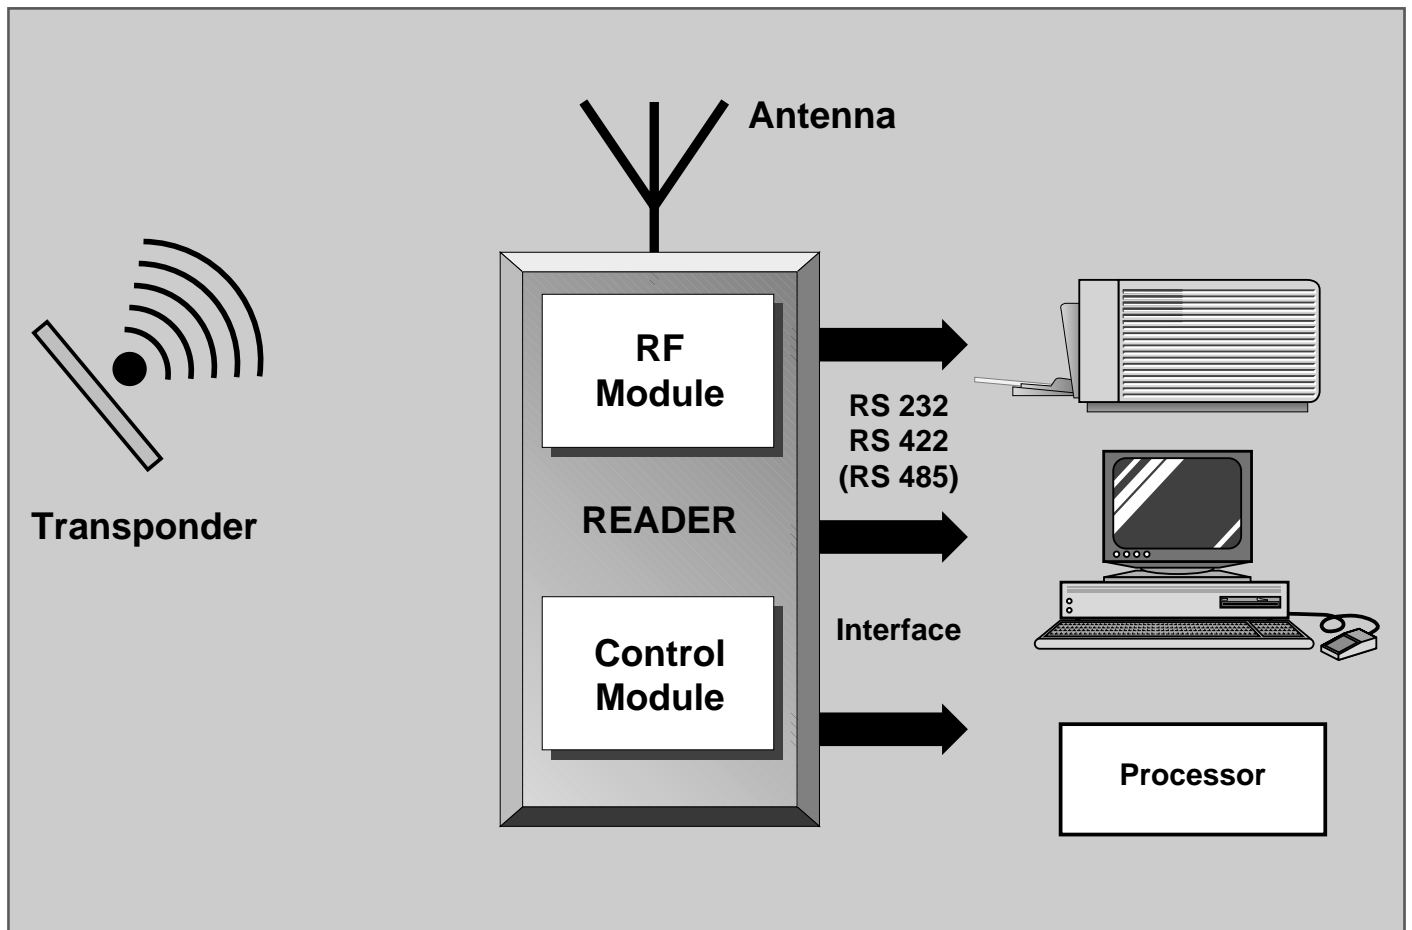 Antenna
RF
Module
RS 232
RS 422
(RS 485)
READER
Transponder
Interface
Control
Module
Processor